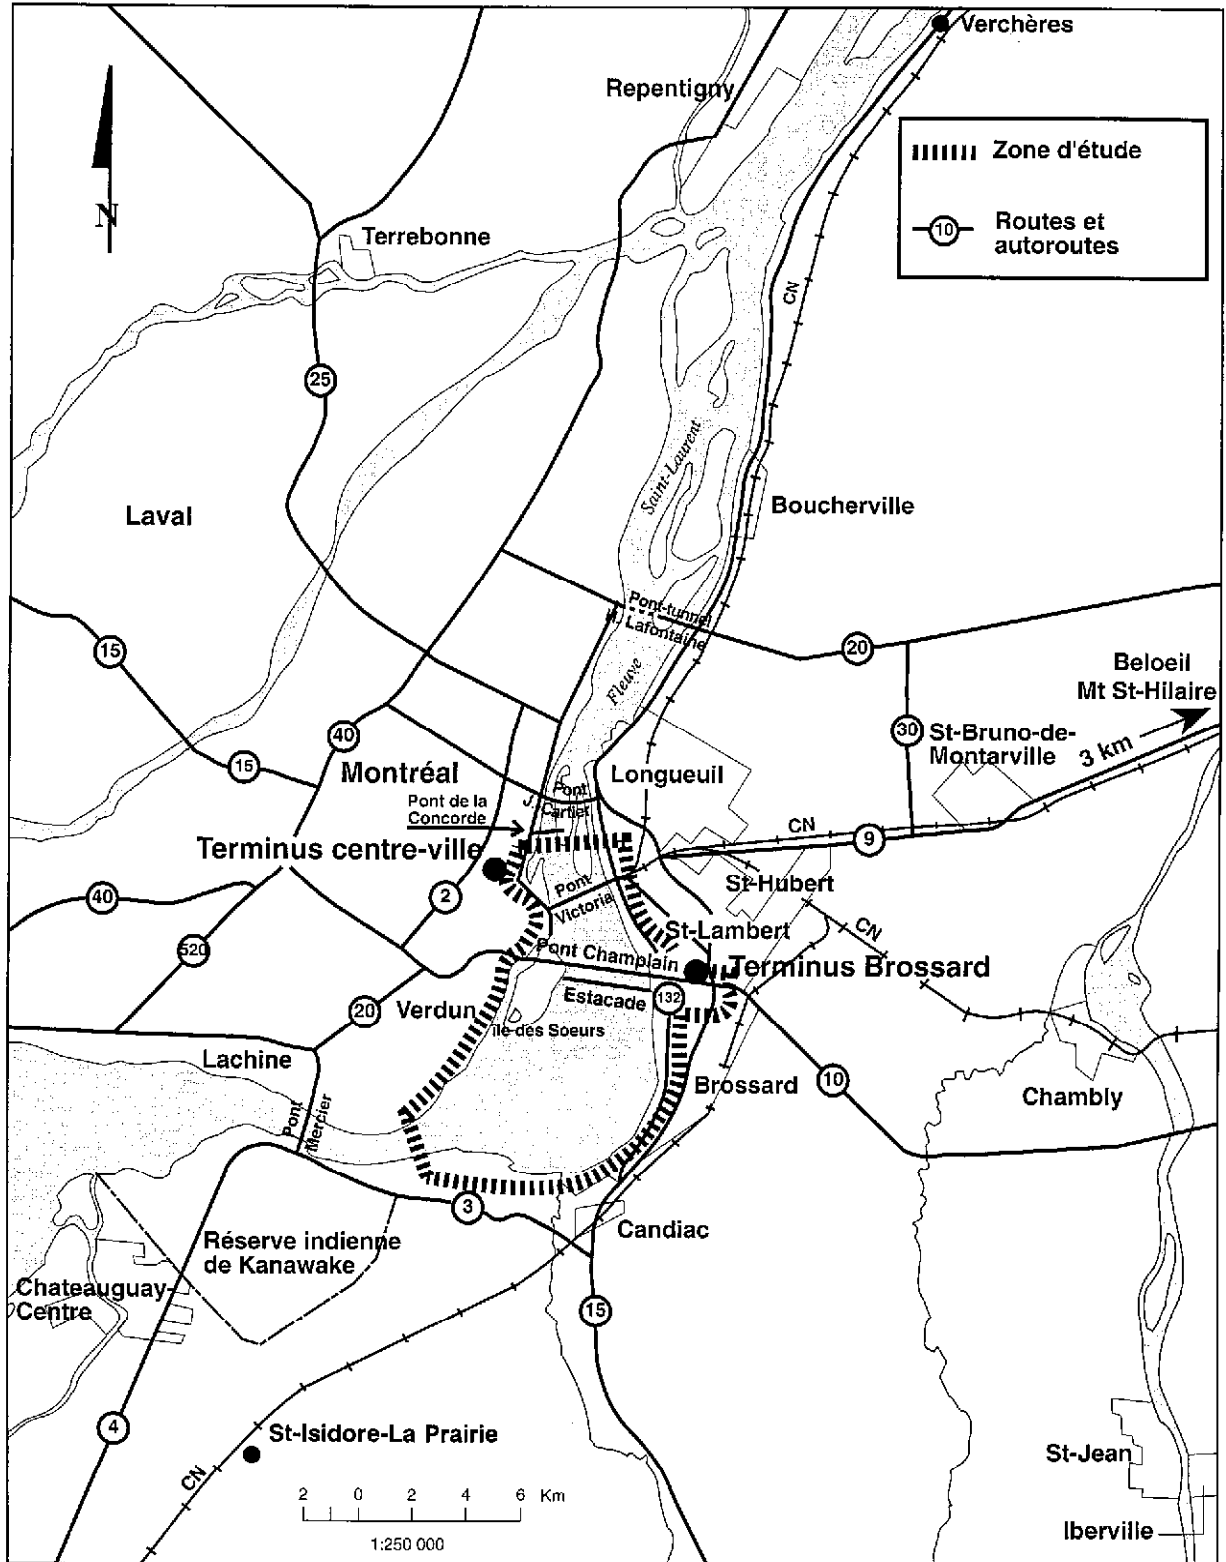 Verchères
Repentigny
Zone d'étude
10
Routes et
autoroutes
N
Terrebonne
CN
25
Saint-Laurent
Boucherville
Laval
Pont-tunnel
Lafontaine
15
20
Fleuve
Beloeil
Mt St-Hilaire
30
St-Bruno-de-
Montarville
3 km
40
15
Montréal
Longueuil
Pont de la
Concorde
Pont
J. Cartier
CN
9
Terminus centre-ville
St-Hubert
2
Pont
Victoria
40
520
St-Lambert
CN
Pont Champlain
Terminus Brossard
Estacade
132
20
Verdun
Île des Soeurs
Lachine
Brossard
10
Chambly
Pont
Mercier
3
Candiac
Réserve indienne
de Kanawake
Chateauguay-
Centre
15
4
St-Isidore-La Prairie
CN
St-Jean
2 0 2 4 6 Km
1:250 000
Iberville